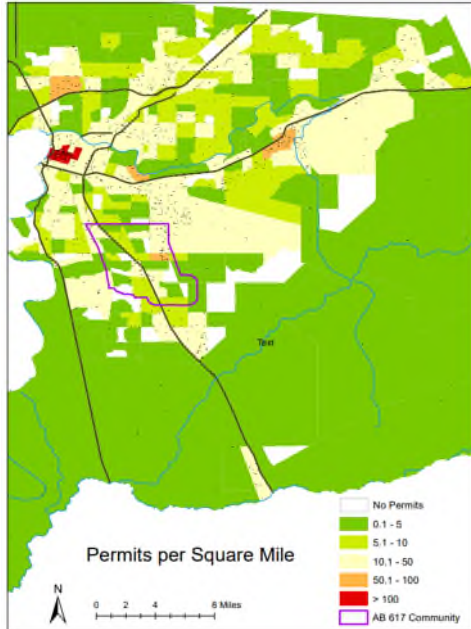 Text
Permits per Square Mile
N
0 2 4 6 Miles
No Permits
0.1 - 5
5.1 - 10
10.1 - 50
50.1 - 100
> 100
AB 617 Community